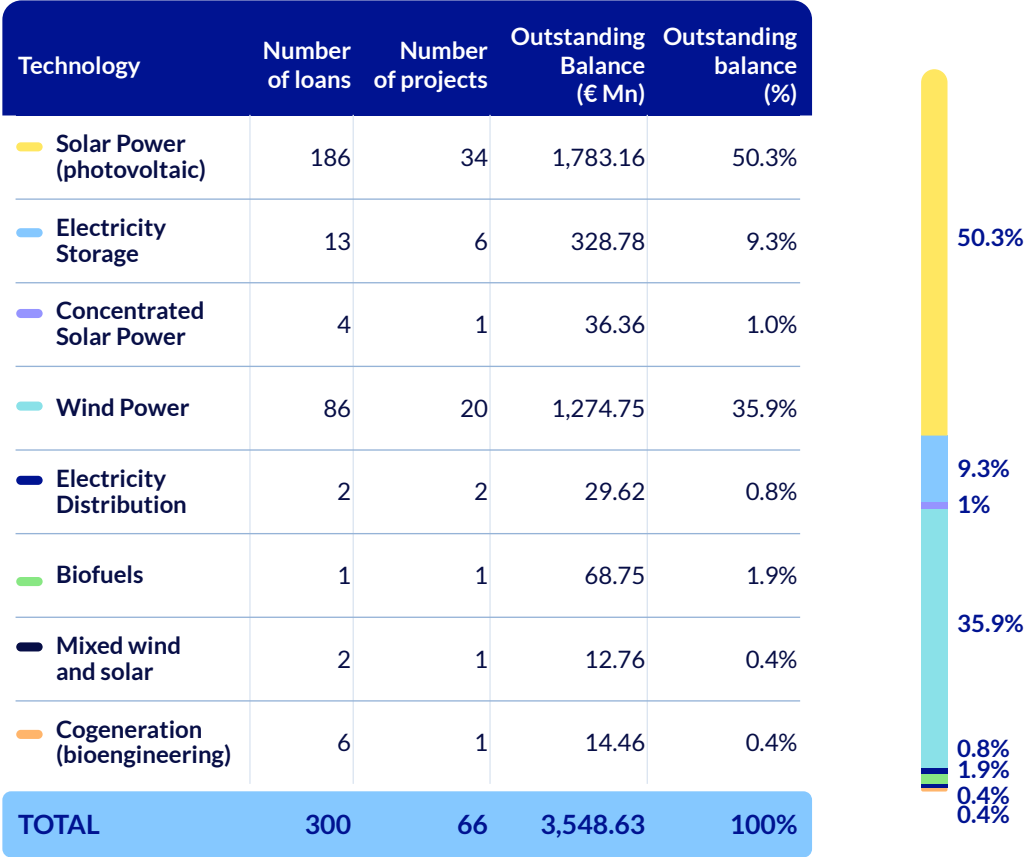 Technology
Number
of loans
Number
of projects
Outstanding
Balance
(€ Mn)
Outstanding
balance
(%)
Solar Power
(photovoltaic)
186
34
1,783.16
50.3%
Electricity
Storage
13
6
328.78
9.3%
Concentrated
Solar Power
4
1
36.36
1.0%
Wind Power
86
20
1,274.75
35.9%
Electricity
Distribution
2
2
29.62
0.8%
Biofuels
1
1
68.75
1.9%
Mixed wind
and solar
2
1
12.76
0.4%
Cogeneration
(bioengineering)
6
1
14.46
0.4%
TOTAL
300
66
3,548.63
100%
50.3%
9.3%
1%
35.9%
0.8%
1.9%
0.4%
0.4%